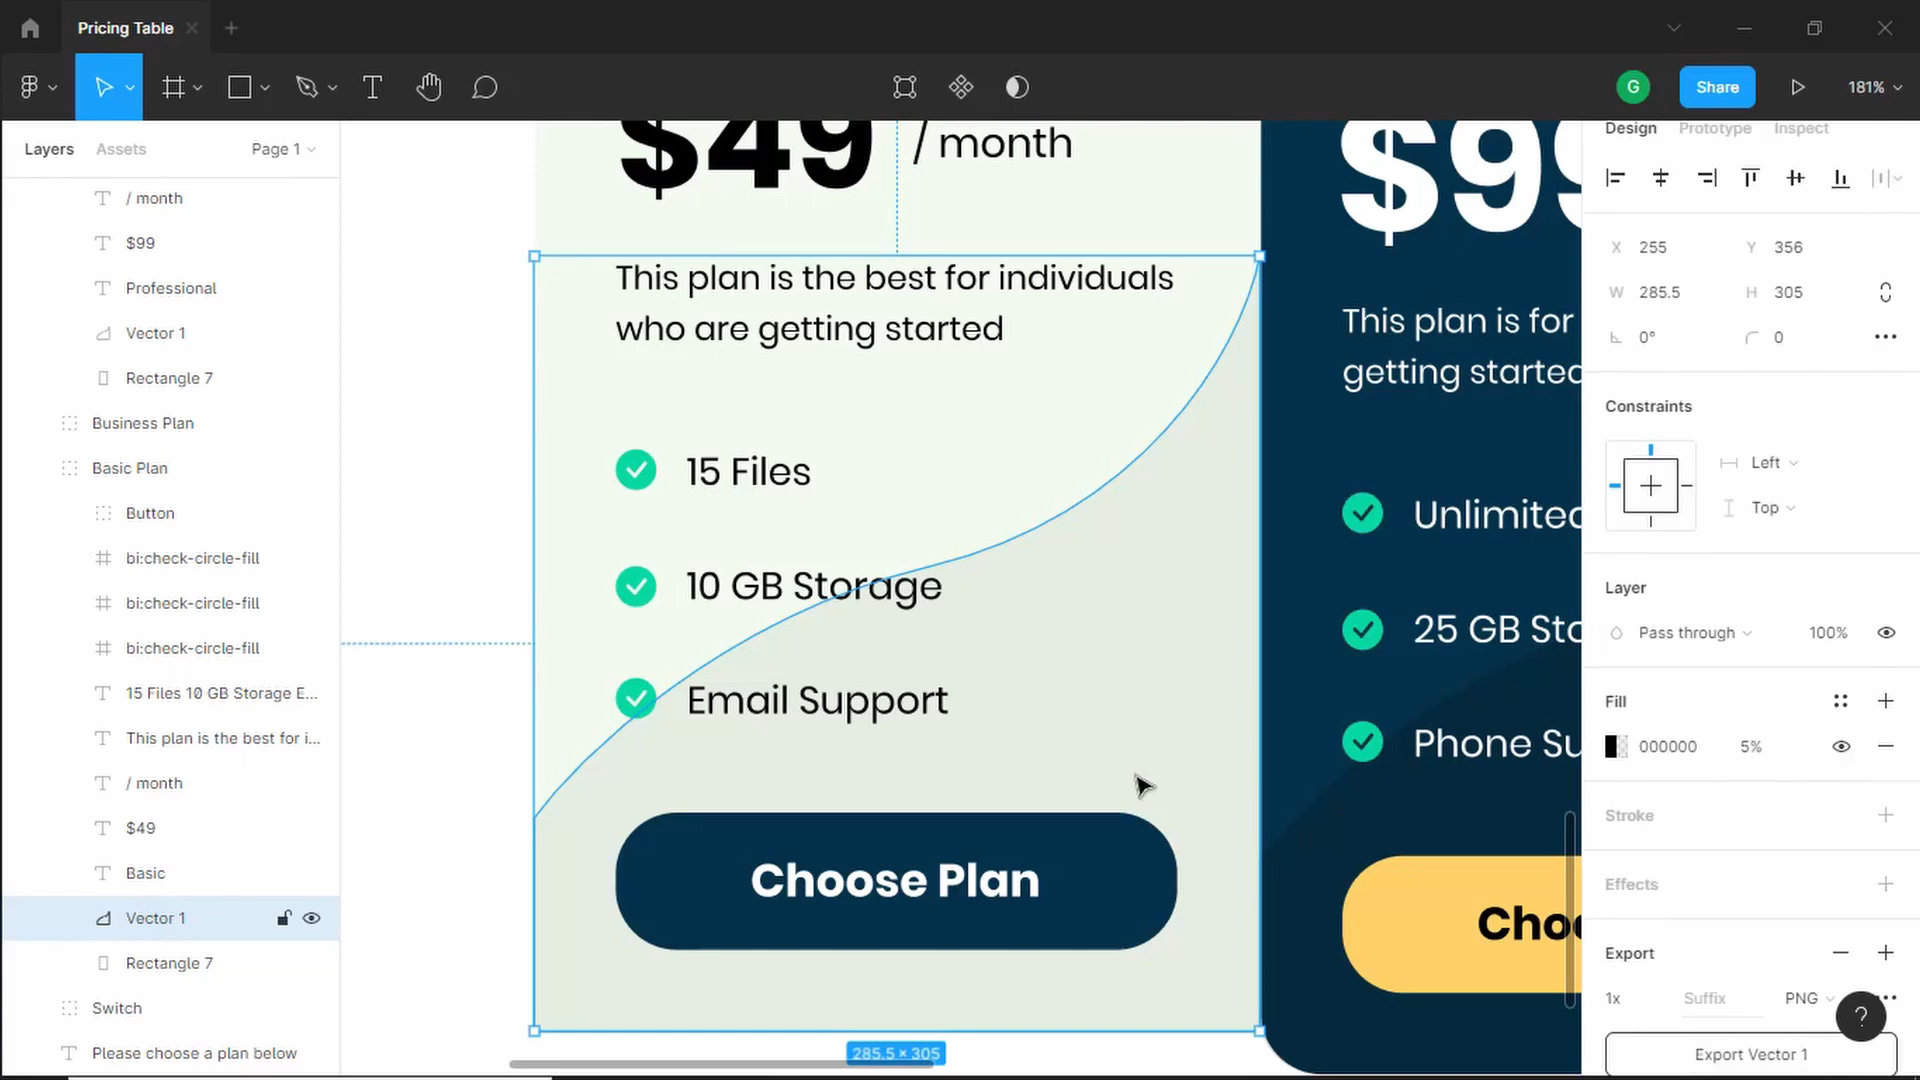 Pricing Table
G
Share
181%
Layers
Assets
Page 1
/ month
$99
Professional
Vector 1
Rectangle 7
Business Plan
Basic Plan
Button
bi:check-circle-fill
bi:check-circle-fill
bi:check-circle-fill
15 Files 10 GB Storage E...
This plan is the best for i...
/ month
$49
Basic
Vector 1
Rectangle 7
Switch
Please choose a plan below
$49
/ month
This plan is the best for individuals
who are getting started
15 Files
10 GB Storage
Email Support
Choose Plan
285.5 × 305
$99
This plan is for
getting started
Unlimited
25 GB Sto
Phone Su
Choo
Design
Prototype
Inspect
X 255
Y 356
W 285.5
H 305
0°
0
Constraints
Left
Top
Layer
Pass through
100%
Fill
000000
5%
Stroke
Effects
Export
1x
Suffix
PNG
?
Export Vector 1